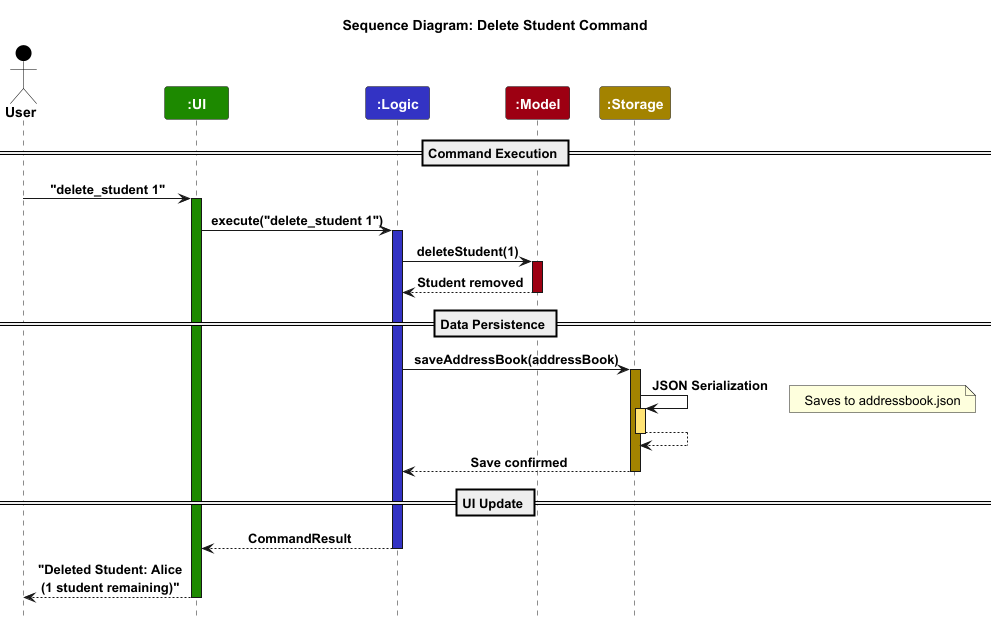 Sequence Diagram: Delete Student Command
User
:UI
:Logic
:Model
:Storage
Command Execution
"delete_student 1"
execute("delete_student 1")
deleteStudent(1)
Student removed
Data Persistence
saveAddressBook(addressBook)
JSON Serialization
Saves to addressbook.json
Save confirmed
UI Update
CommandResult
"Deleted Student: Alice
(1 student remaining)"